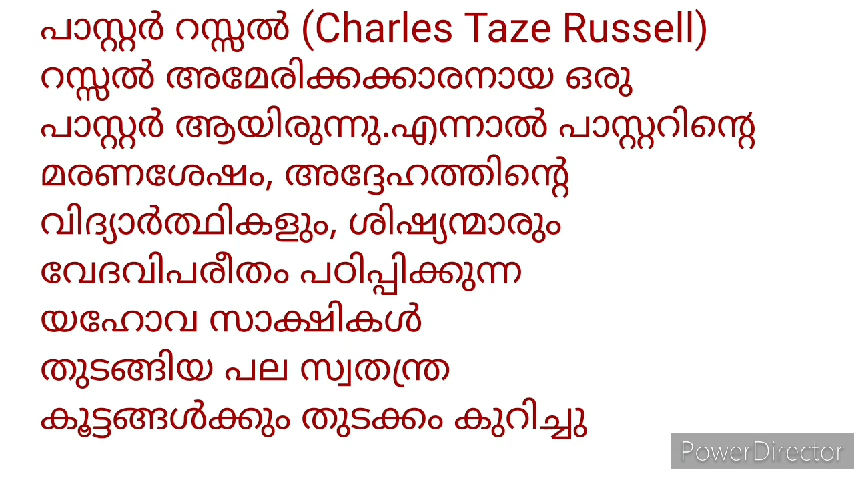 പാസ്റ്റർ റസ്സൽ (Charles Taze Russell)
റസ്സൽ അമേരിക്കക്കാരനായ ഒരു
പാസ്റ്റർ ആയിരുന്നു.എന്നാൽ പാസ്റ്ററിന്റെ
മരണശേഷം, അദ്ദേഹത്തിന്റെ
വിദ്യാർത്ഥികളും, ശിഷ്യന്മാരും
വേദവിപരീതം പഠിപ്പിക്കുന്ന
യഹോവ സാക്ഷികൾ
തുടങ്ങിയ പല സ്വതന്ത്ര
കൂട്ടങ്ങൾക്കും തുടക്കം കുറിച്ചു
PowerDirector